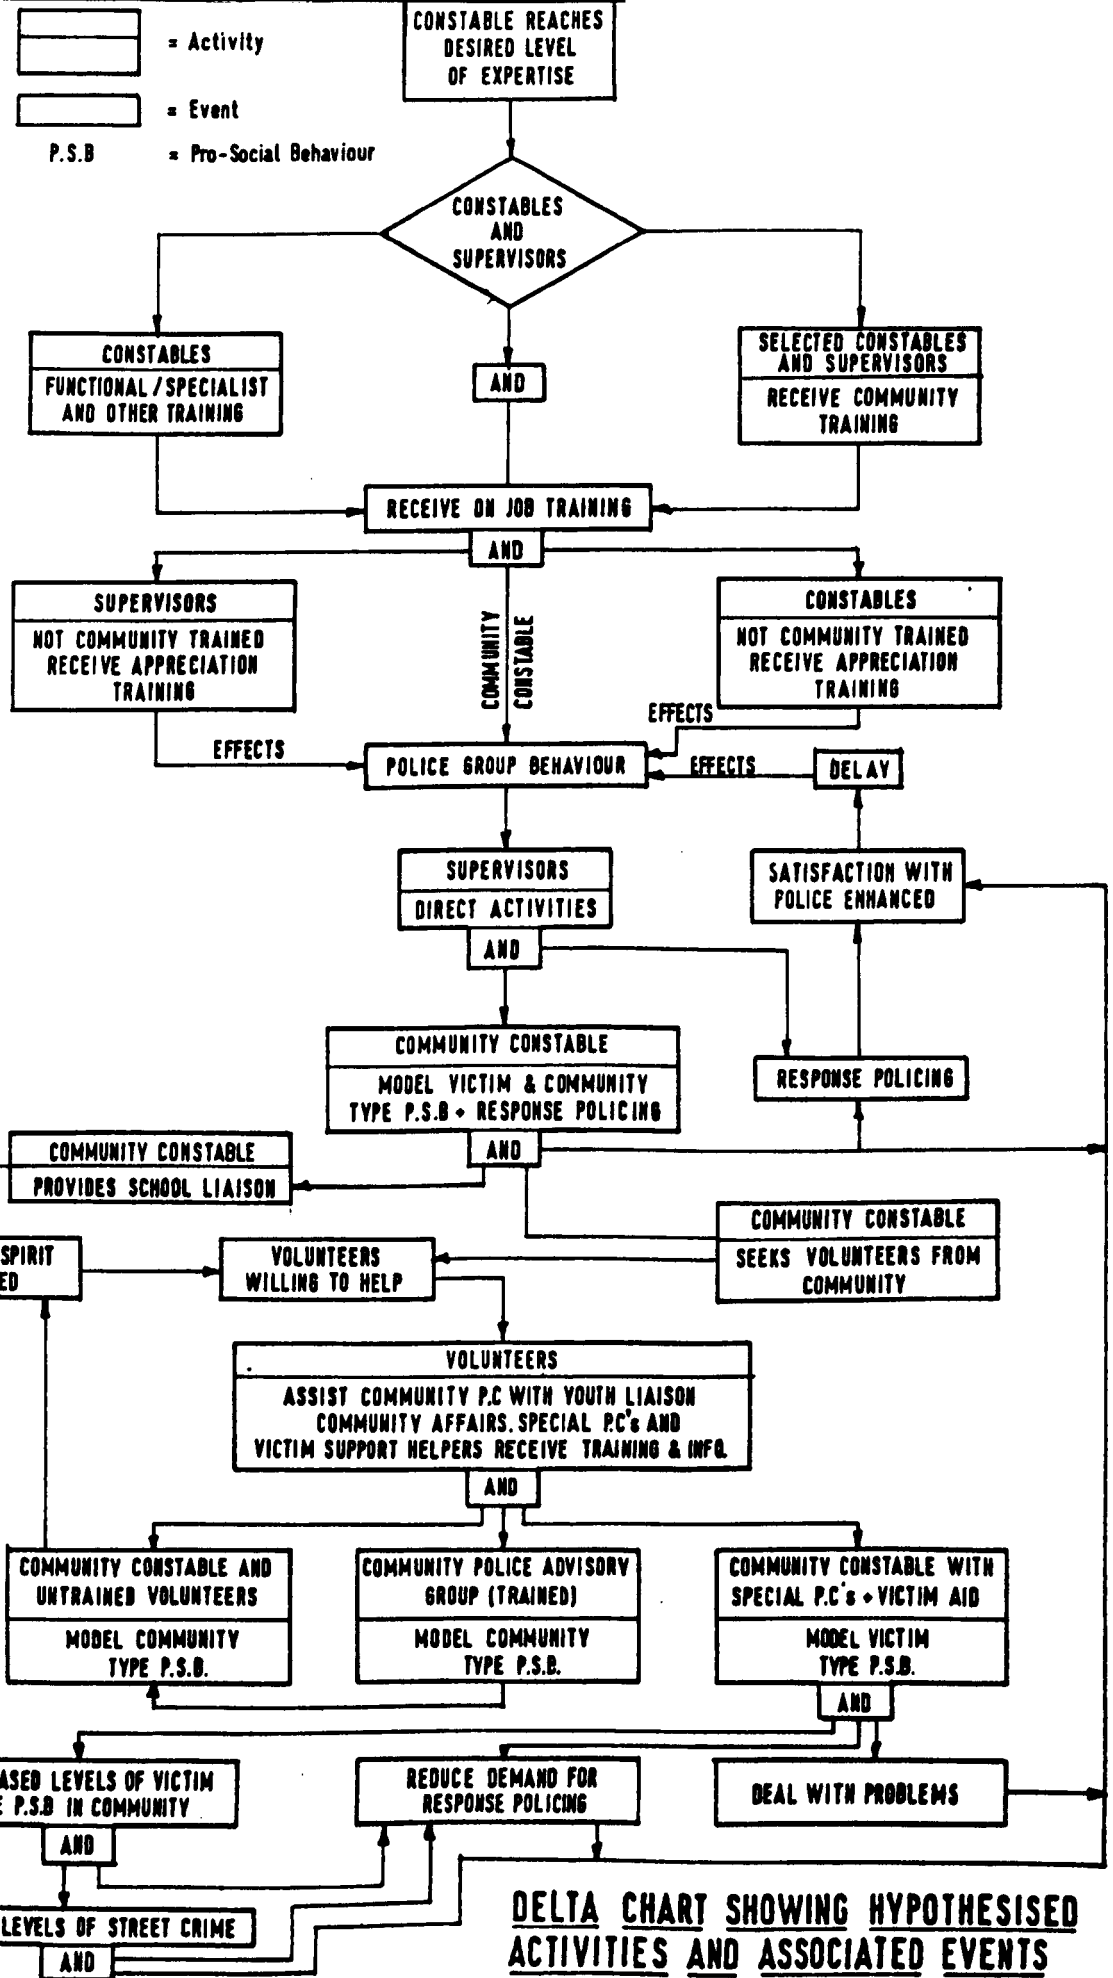 = Activity
= Event
P.S.B = Pro-Social Behaviour
CONSTABLE REACHES
DESIRED LEVEL
OF EXPERTISE
CONSTABLES
AND
SUPERVISORS
CONSTABLES
FUNCTIONAL/SPECIALIST
AND OTHER TRAINING
AND
SELECTED CONSTABLES
AND SUPERVISORS
RECEIVE COMMUNITY
TRAINING
RECEIVE ON JOB TRAINING
AND
SUPERVISORS
NOT COMMUNITY TRAINED
RECEIVE APPRECIATION
TRAINING
COMMUNITY
CONSTABLE
CONSTABLES
NOT COMMUNITY TRAINED
RECEIVE APPRECIATION
TRAINING
EFFECTS
EFFECTS
POLICE GROUP BEHAVIOUR
EFFECTS
DELAY
SUPERVISORS
DIRECT ACTIVITIES
AND
SATISFACTION WITH
POLICE ENHANCED
COMMUNITY CONSTABLE
MODEL VICTIM & COMMUNITY
TYPE P.S.B + RESPONSE POLICING
AND
RESPONSE POLICING
COMMUNITY CONSTABLE
PROVIDES SCHOOL LIAISON
COMMUNITY CONSTABLE
SEEKS VOLUNTEERS FROM
COMMUNITY
SPIRIT
ED
VOLUNTEERS
WILLING TO HELP
VOLUNTEERS
ASSIST COMMUNITY P.C WITH YOUTH LIAISON
COMMUNITY AFFAIRS. SPECIAL P.C's AND
VICTIM SUPPORT HELPERS RECEIVE TRAINING & INFO.
AND
COMMUNITY CONSTABLE AND
UNTRAINED VOLUNTEERS
MODEL COMMUNITY
TYPE P.S.B.
COMMUNITY POLICE ADVISORY
GROUP (TRAINED)
MODEL COMMUNITY
TYPE P.S.B.
COMMUNITY CONSTABLE WITH
SPECIAL P.C's + VICTIM AID
MODEL VICTIM
TYPE P.S.B.
AND
ASED LEVELS OF VICTIM
E P.S.B IN COMMUNITY
AND
REDUCE DEMAND FOR
RESPONSE POLICING
DEAL WITH PROBLEMS
LEVELS OF STREET CRIME
AND
DELTA CHART SHOWING HYPOTHESISED
ACTIVITIES AND ASSOCIATED EVENTS